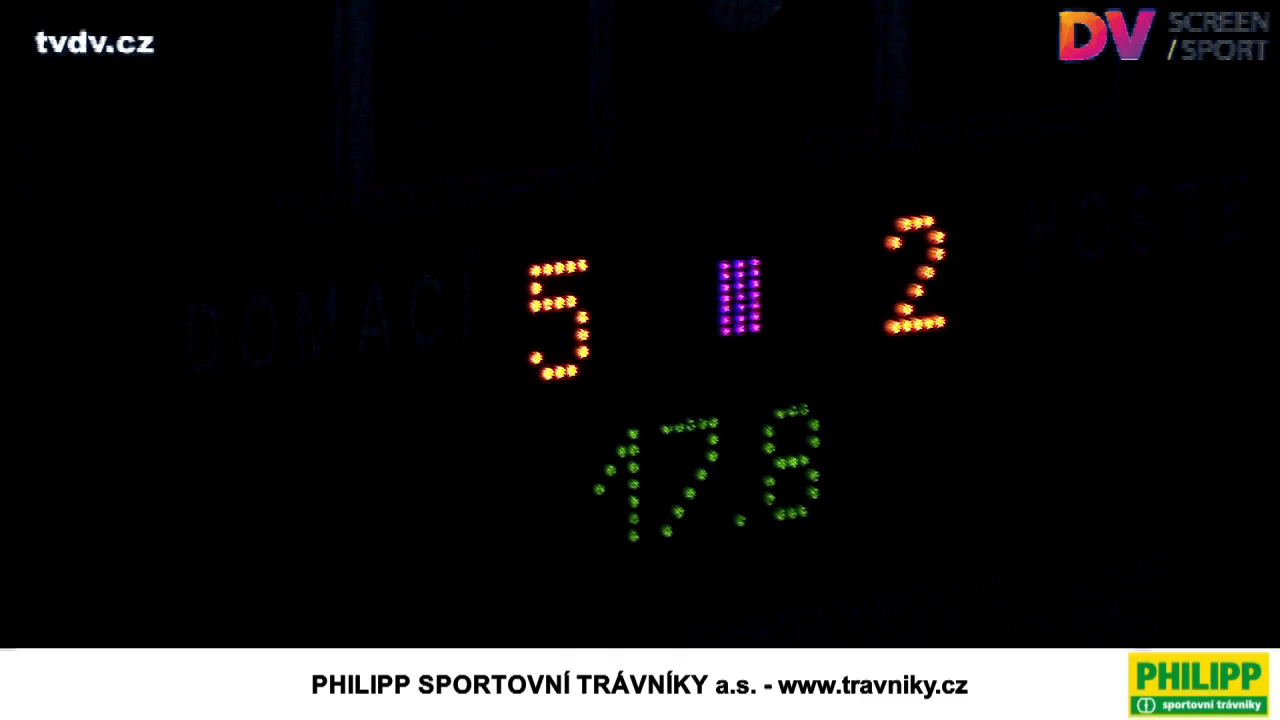 tvdv.cz
DV SCREEN
/SPORT
DOMÁCÍ
HOSTÉ
5
2
17.8
PHILIPP SPORTOVNÍ TRÁVNÍKY a.s. - www.travniky.cz
PHILIPP
sportovní trávníky